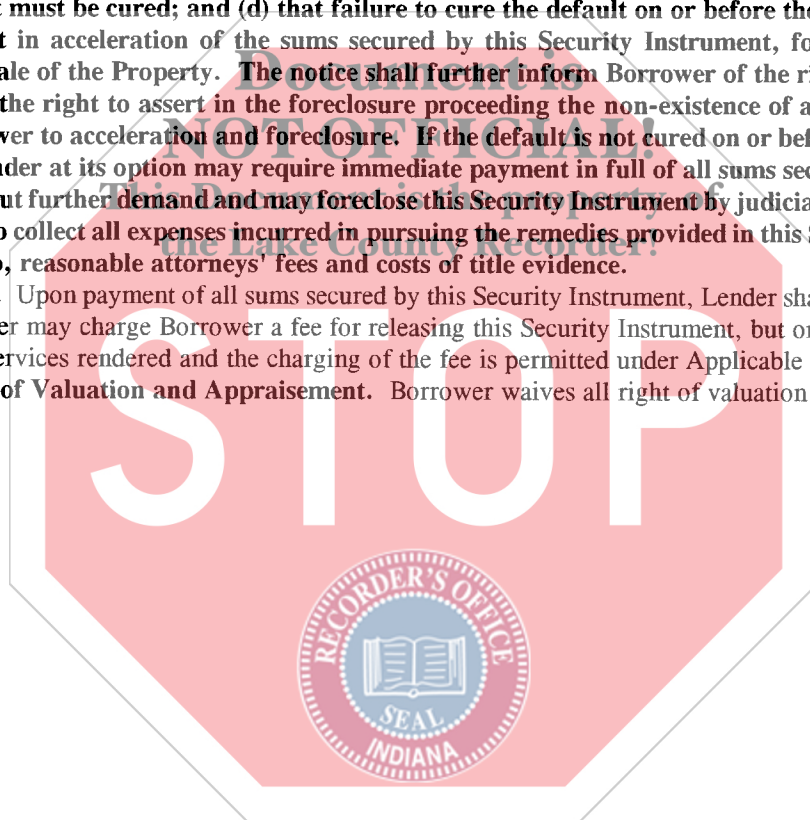 must be cured; and (d) that failure to cure the default on or before the
t in acceleration of the sums secured by this Security Instrument, fo
ale of the Property. The notice shall further inform Borrower of the ri
the right to assert in the foreclosure proceeding the non-existence of a
wer to acceleration and foreclosure. If the default is not cured on or bef
nder at its option may require immediate payment in full of all sums sec
ut further demand and may foreclose this Security Instrument by judicia
o collect all expenses incurred in pursuing the remedies provided in this S
o, reasonable attorneys' fees and costs of title evidence.
. Upon payment of all sums secured by this Security Instrument, Lender sha
er may charge Borrower a fee for releasing this Security Instrument, but on
ervices rendered and the charging of the fee is permitted under Applicable
of Valuation and Appraisement. Borrower waives all right of valuation
Document is
NOT OFFICIAL!
This Document is the property of
the Lake County Recorder!
STOP
RECORDER'S OFFICE
SEAL
INDIANA